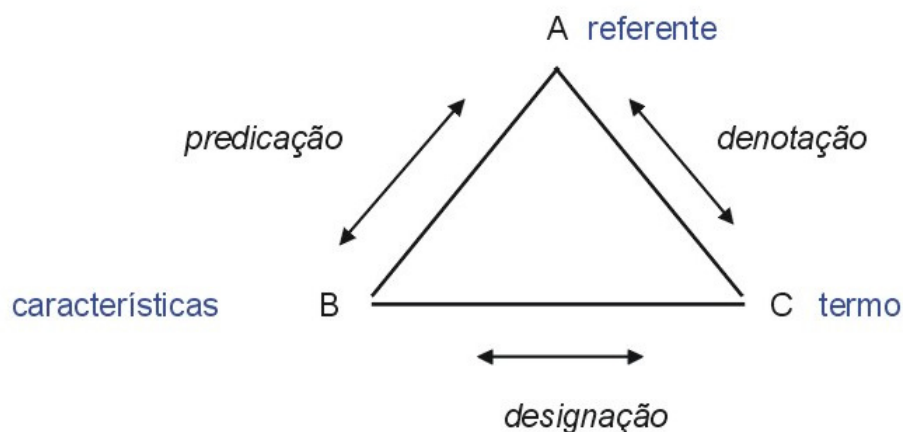 A referente
predicação
denotação
características B
C termo
designação